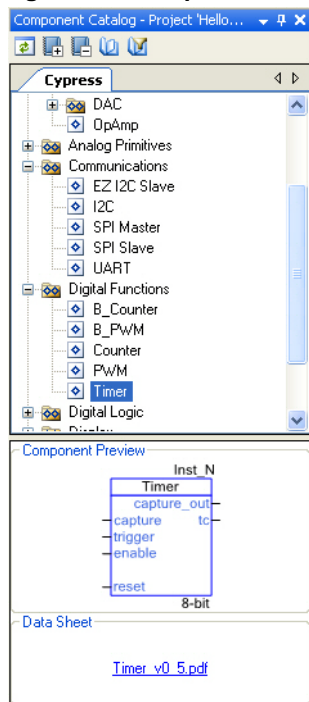 Component Catalog - Project 'Hello...
Cypress
DAC
OpAmp
Analog Primitives
Communications
EZ I2C Slave
I2C
SPI Master
SPI Slave
UART
Digital Functions
B_Counter
B_PWM
Counter
PWM
Timer
Digital Logic
Display
Component Preview
Inst_N
Timer
capture_out
capture tc
trigger
enable
reset
8-bit
Data Sheet
Timer_v0_5.pdf